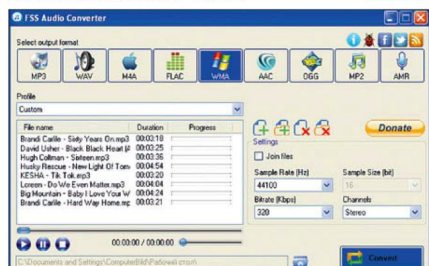 FSS Audio Converter
Select output format
MP3 WAV M4A FLAC WMA AAC OGG MP2 AMR
Profile
Custom
File name Duration Progress
Brandi Carlile - Sixty Years On.mp3 00:03:18
David Usher - Black Black Heart 00:03:25
Hugh Coltman - Sixteen.mp3 00:03:36
Husky Rescue - New Light Of Tom 00:04:54
KESHA - Tik Tok.mp3 00:03:20
Loreen - Do We Even Matter.mp3 00:04:04
Big Mountain - Baby I Love Your W 00:04:24
Brandi Carlile - Hard Way Home.mp 00:03:21
Donate
Settings
Join files
Sample Rate (Hz) Sample Size (bit)
44100 16
Bitrate (Kbps) Channels
320 Stereo
00:00:00 / 00:00:00
C:\Documents and Settings\ComputerBild\Рабочий стол\
Convert